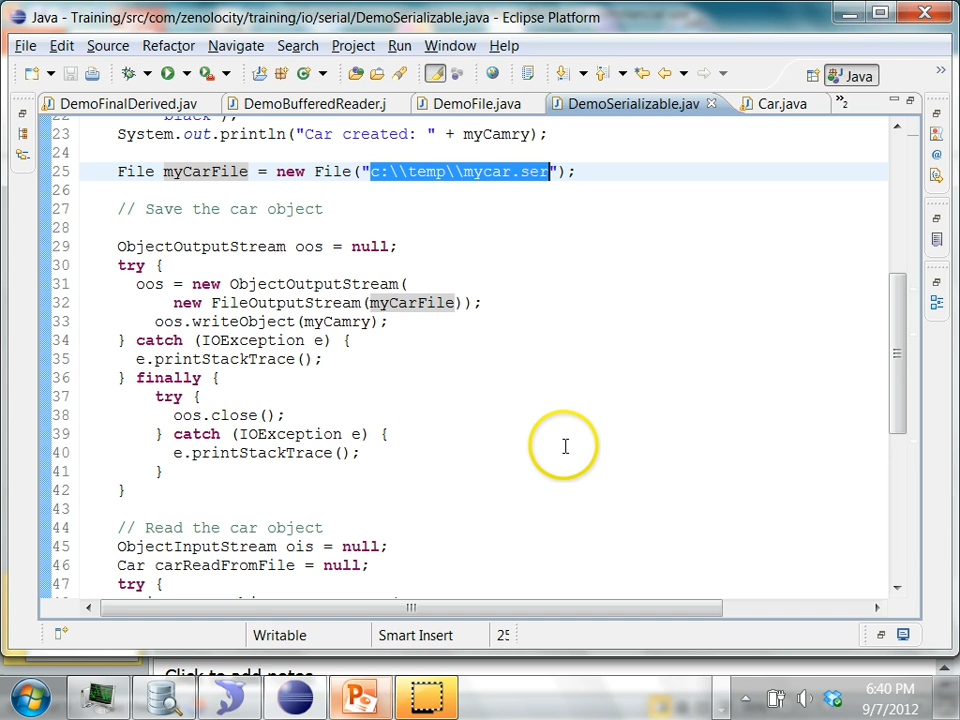 Java - Training/src/com/zenolocity/training/io/serial/DemoSerializable.java - Eclipse Platform
File Edit Source Refactor Navigate Search Project Run Window Help
Java
DemoFinalDerived.jav DemoBufferedReader.j DemoFile.java DemoSerializable.jav Car.java »2
23 System.out.println("Car created: " + myCamry);
24
25 File myCarFile = new File("c:\\temp\\mycar.ser");
26
27 // Save the car object
28
29 ObjectOutputStream oos = null;
30 try {
31 oos = new ObjectOutputStream(
32 new FileOutputStream(myCarFile));
33 oos.writeObject(myCamry);
34 } catch (IOException e) {
35 e.printStackTrace();
36 } finally {
37 try {
38 oos.close();
39 } catch (IOException e) {
40 e.printStackTrace();
41 }
42 }
43
44 // Read the car object
45 ObjectInputStream ois = null;
46 Car carReadFromFile = null;
47 try {
Writable Smart Insert
Click to add notes
6:40 PM
9/7/2012